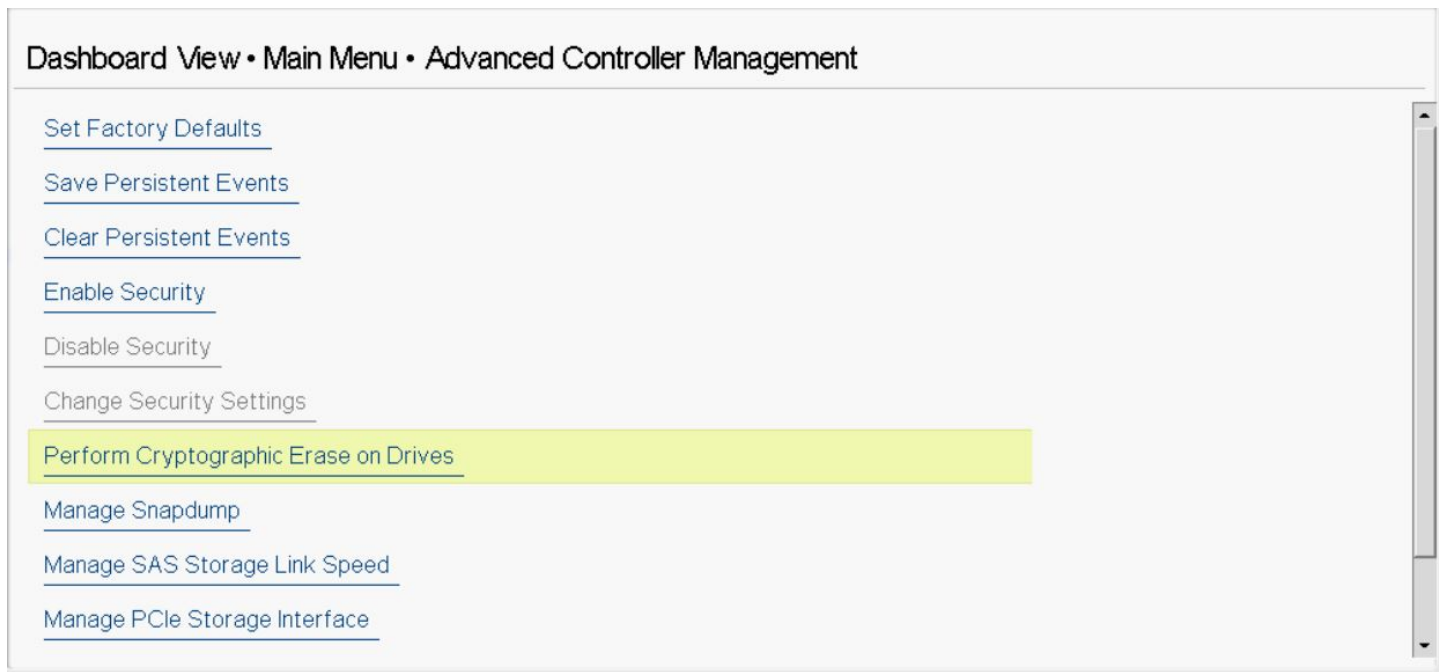 Dashboard View • Main Menu • Advanced Controller Management
Set Factory Defaults
Save Persistent Events
Clear Persistent Events
Enable Security
Disable Security
Change Security Settings
Perform Cryptographic Erase on Drives
Manage Snapdump
Manage SAS Storage Link Speed
Manage PCIe Storage Interface